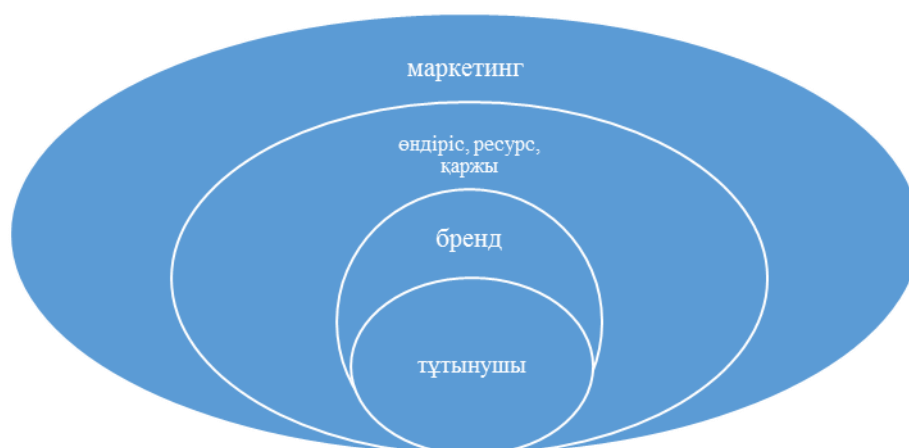 маркетинг
өндіріс, ресурс,
қаржы
бренд
тұтынушы